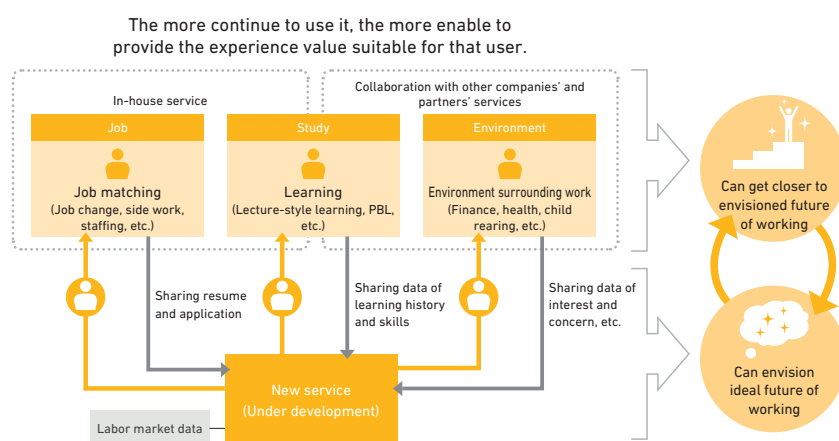 The more continue to use it, the more enable to
provide the experience value suitable for that user.
In-house service
Collaboration with other companies' and
partners' services
Job
Job matching
(Job change, side work,
staffing, etc.)
Study
Learning
(Lecture-style learning, PBL,
etc.)
Environment
Environment surrounding work
(Finance, health, child
rearing, etc.)
Sharing resume
and application
Sharing data of
learning history
and skills
Sharing data of
interest and
concern, etc.
New service
(Under development)
Labor market data
Can get closer to
envisioned future
of working
Can envision
ideal future of
working